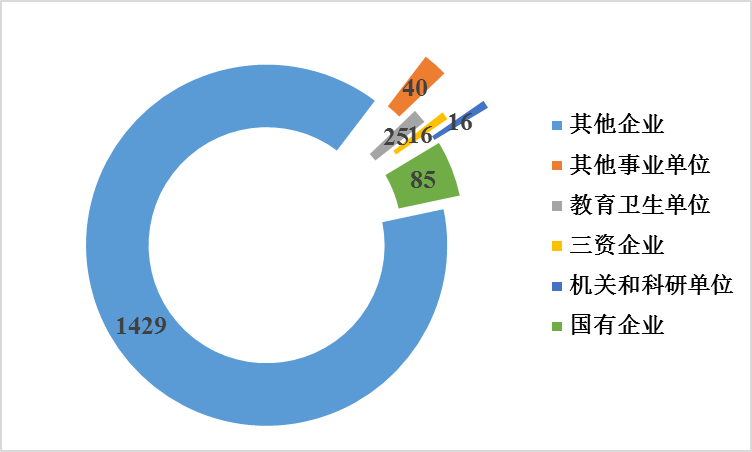 40
25
16
16
85
1429
其他企业
其他事业单位
教育卫生单位
三资企业
机关和科研单位
国有企业